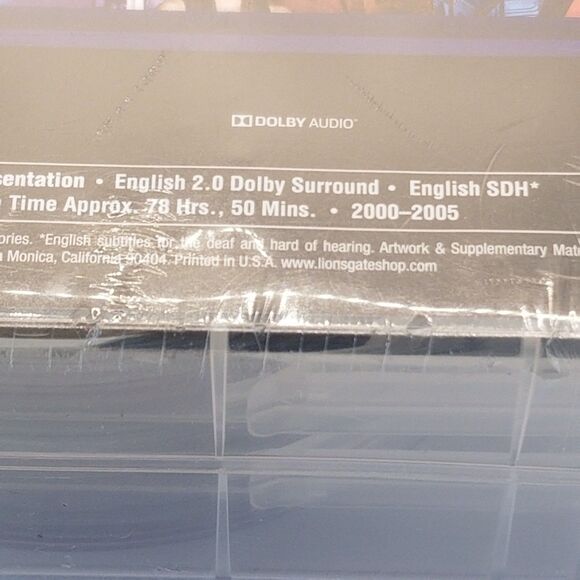 DOLBY AUDIO™
sentation • English 2.0 Dolby Surround • English SDH*
Time Approx. 78 Hrs., 50 Mins. • 2000–2005
ories. *English subtitles for the deaf and hard of hearing. Artwork & Supplementary Mate
Monica, California 90404. Printed in U.S.A. www.lionsgateshop.com